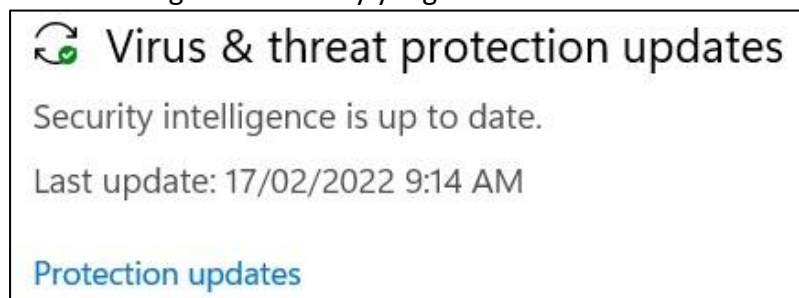 Virus & threat protection updates
Security intelligence is up to date.
Last update: 17/02/2022 9:14 AM
Protection updates